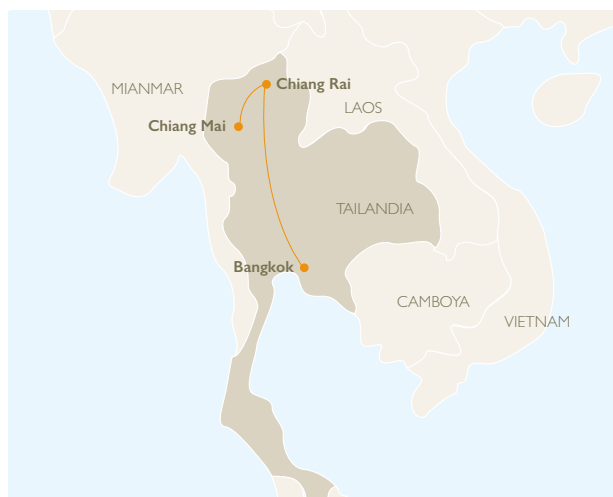 Chiang Rai
MIANMAR
LAOS
Chiang Mai
TAILANDIA
Bangkok
CAMBOYA
VIETNAM